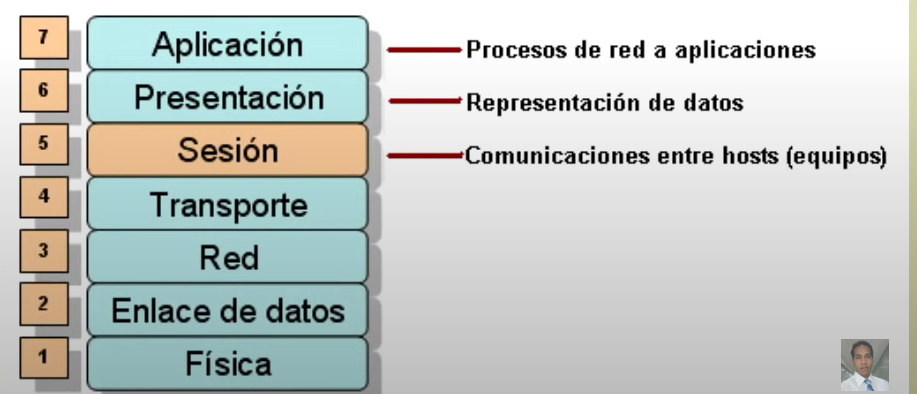 7 Aplicación Procesos de red a aplicaciones
6 Presentación Representación de datos
5 Sesión Comunicaciones entre hosts (equipos)
4 Transporte
3 Red
2 Enlace de datos
1 Física